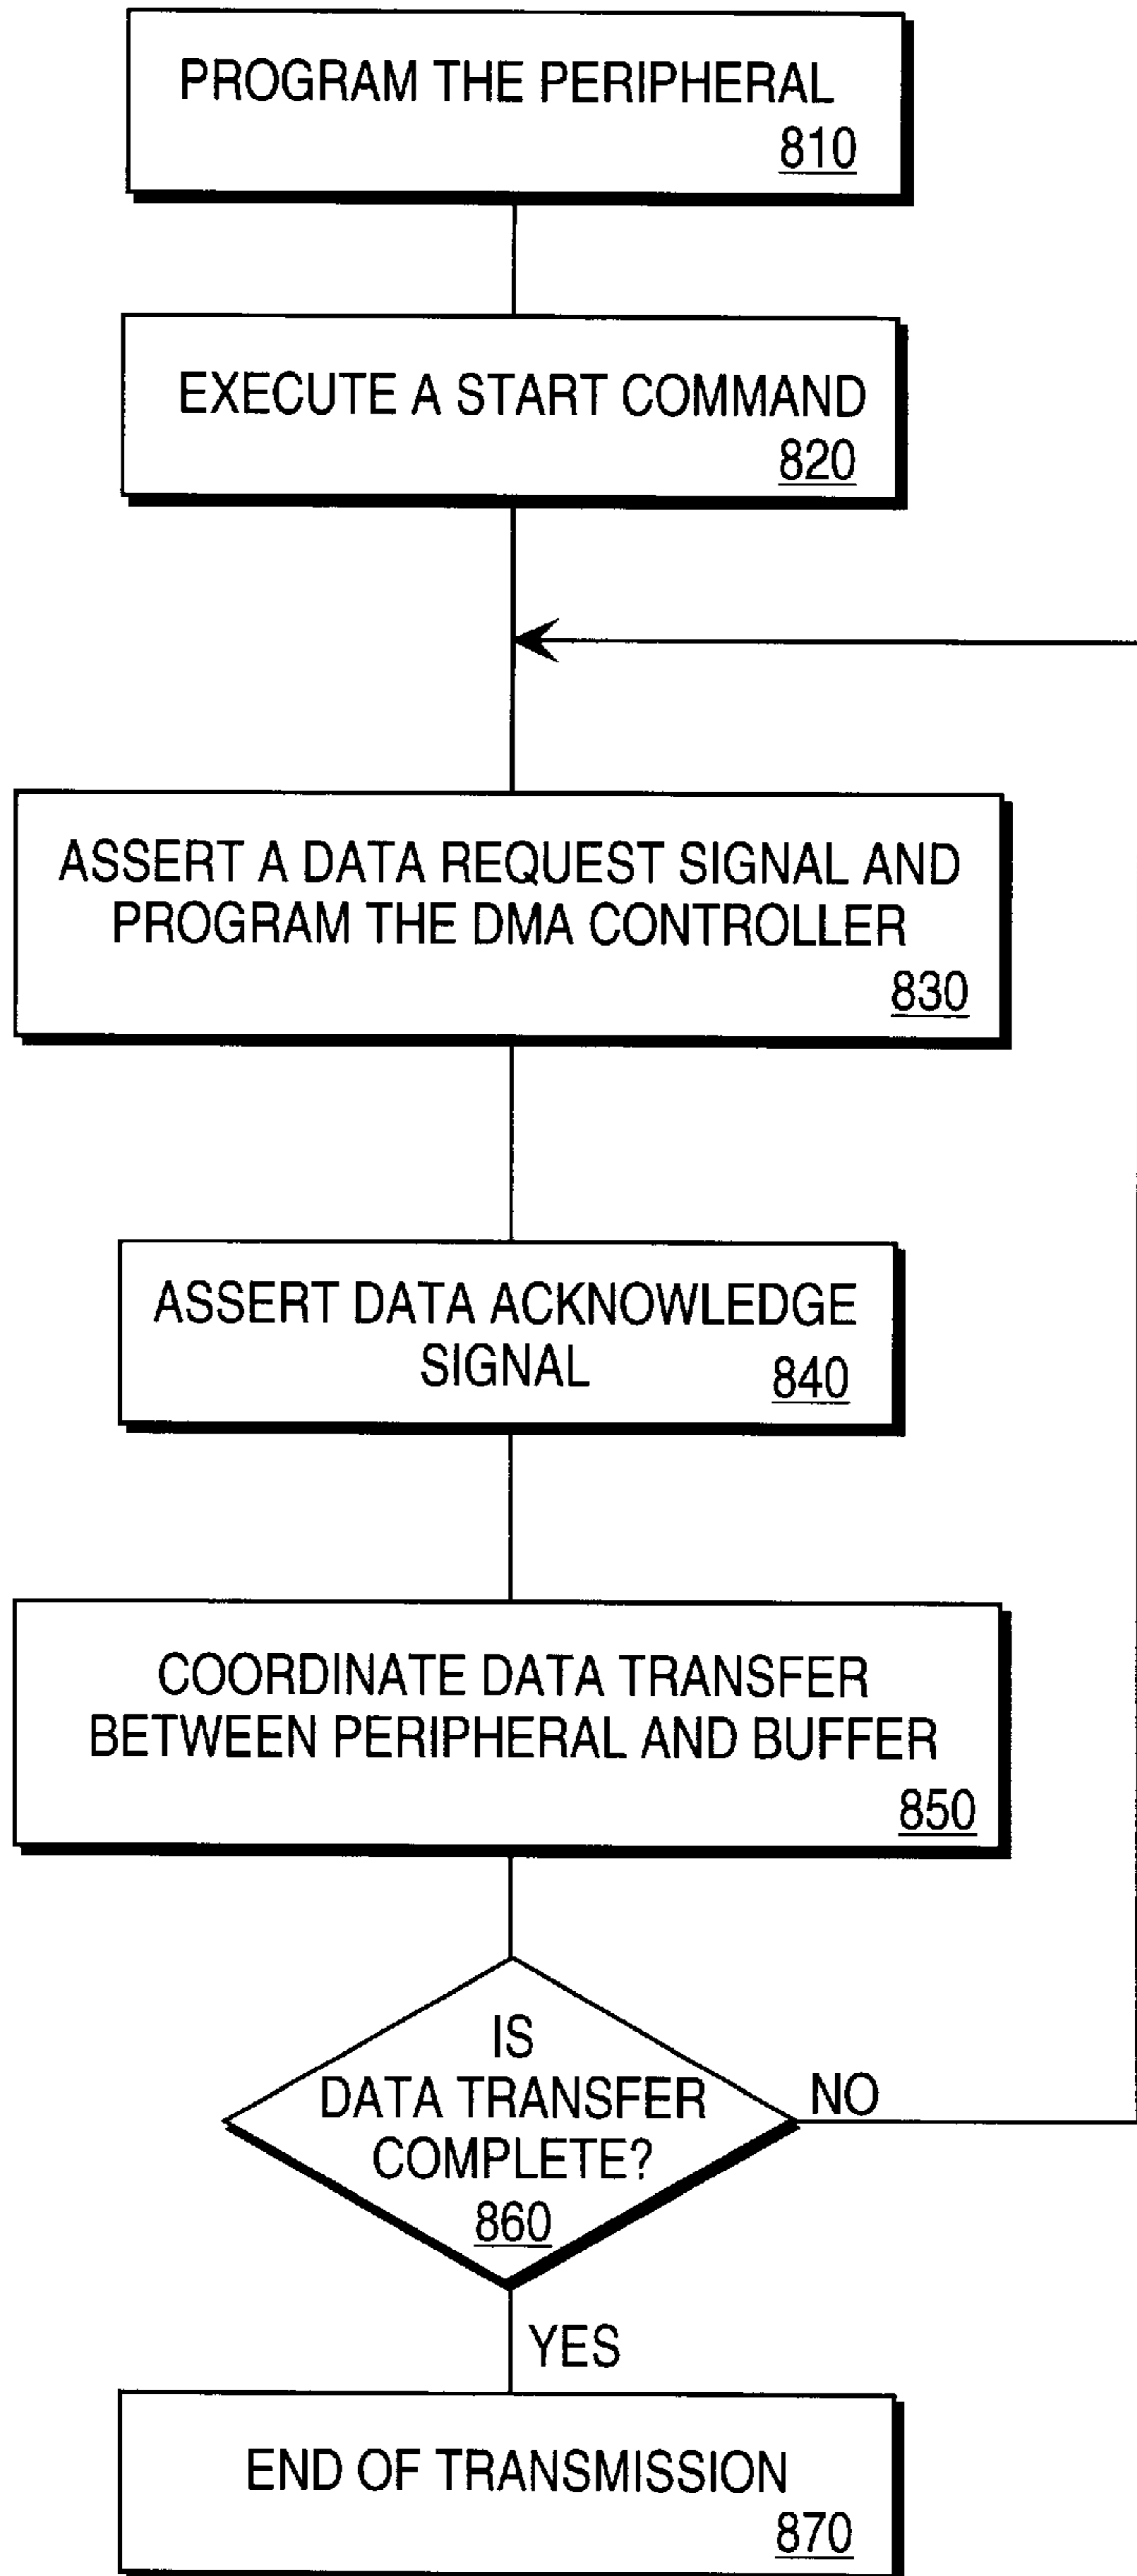 PROGRAM THE PERIPHERAL
810
EXECUTE A START COMMAND
820
ASSERT A DATA REQUEST SIGNAL AND
PROGRAM THE DMA CONTROLLER
830
ASSERT DATA ACKNOWLEDGE
SIGNAL 840
COORDINATE DATA TRANSFER
BETWEEN PERIPHERAL AND BUFFER
850
IS
DATA TRANSFER
COMPLETE?
860
NO
YES
END OF TRANSMISSION
870